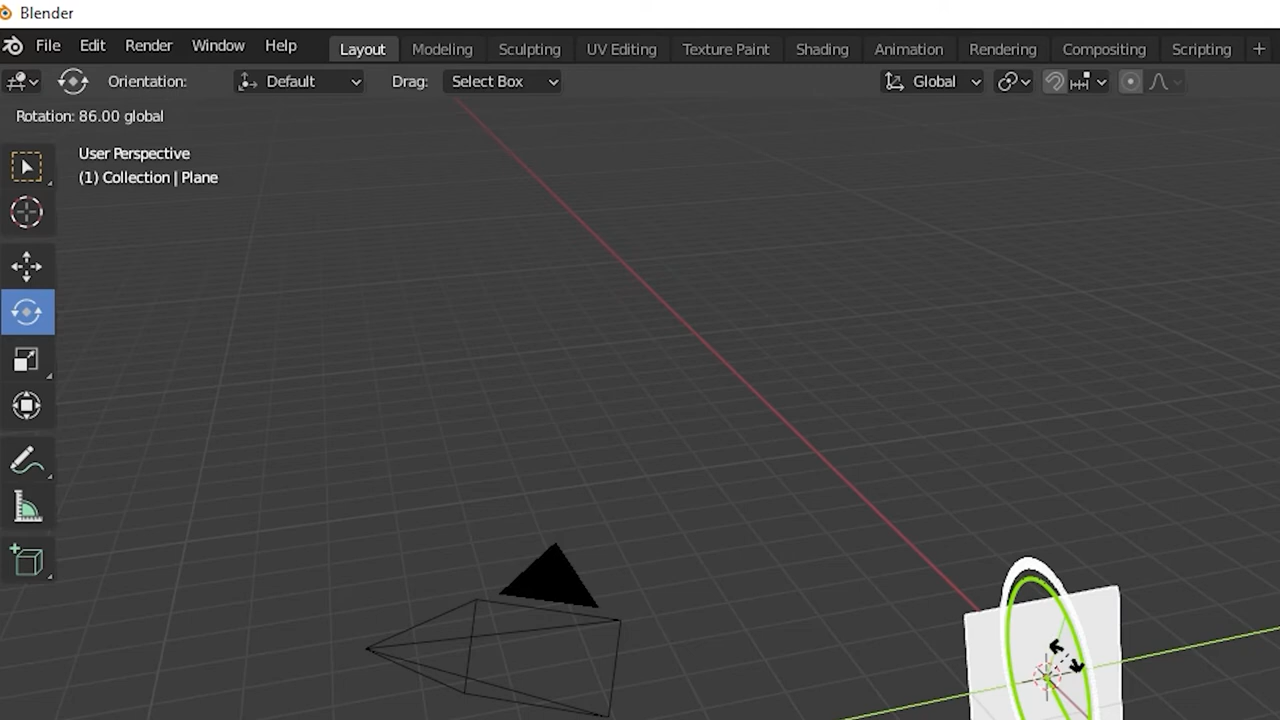 Blender
File Edit Render Window Help Layout Modeling Sculpting UV Editing Texture Paint Shading Animation Rendering Compositing Scripting +
Orientation: Default Drag: Select Box Global
Rotation: 86.00 global
User Perspective
(1) Collection | Plane